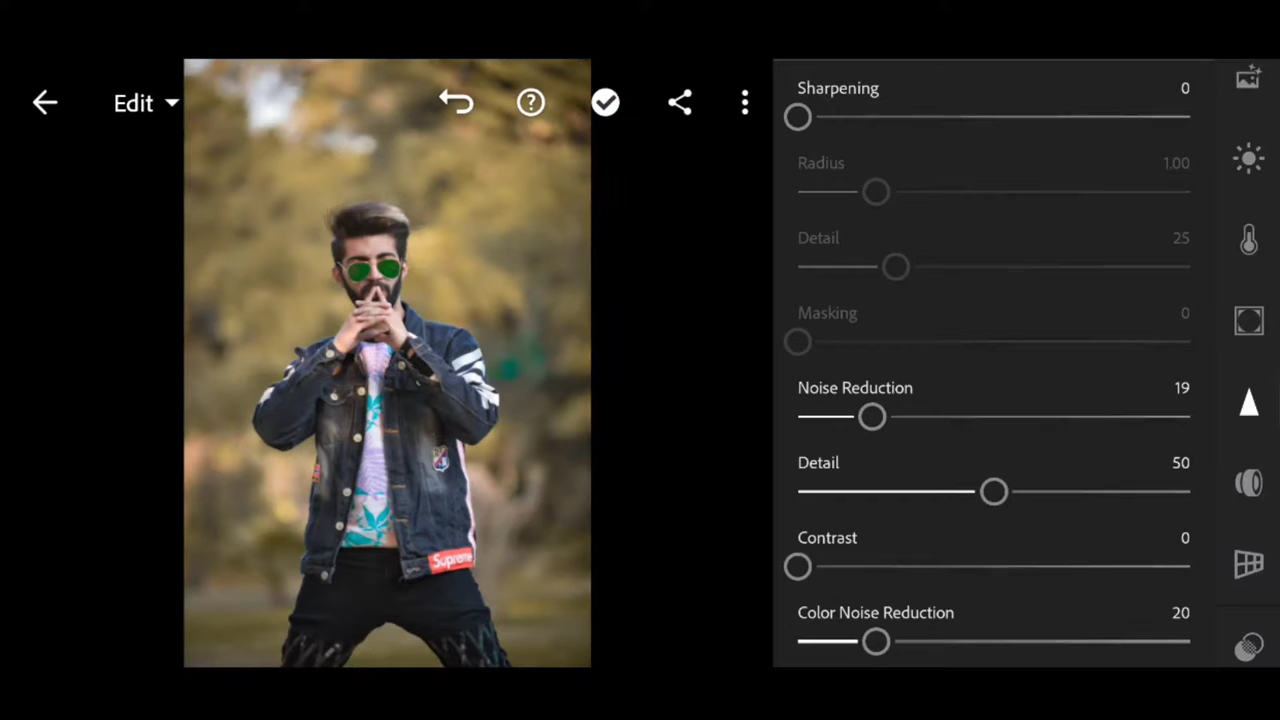 Edit
Sharpening 0
Radius 1.00
Detail 25
Masking 0
Noise Reduction 19
Detail 50
Contrast 0
Color Noise Reduction 20
Supreme